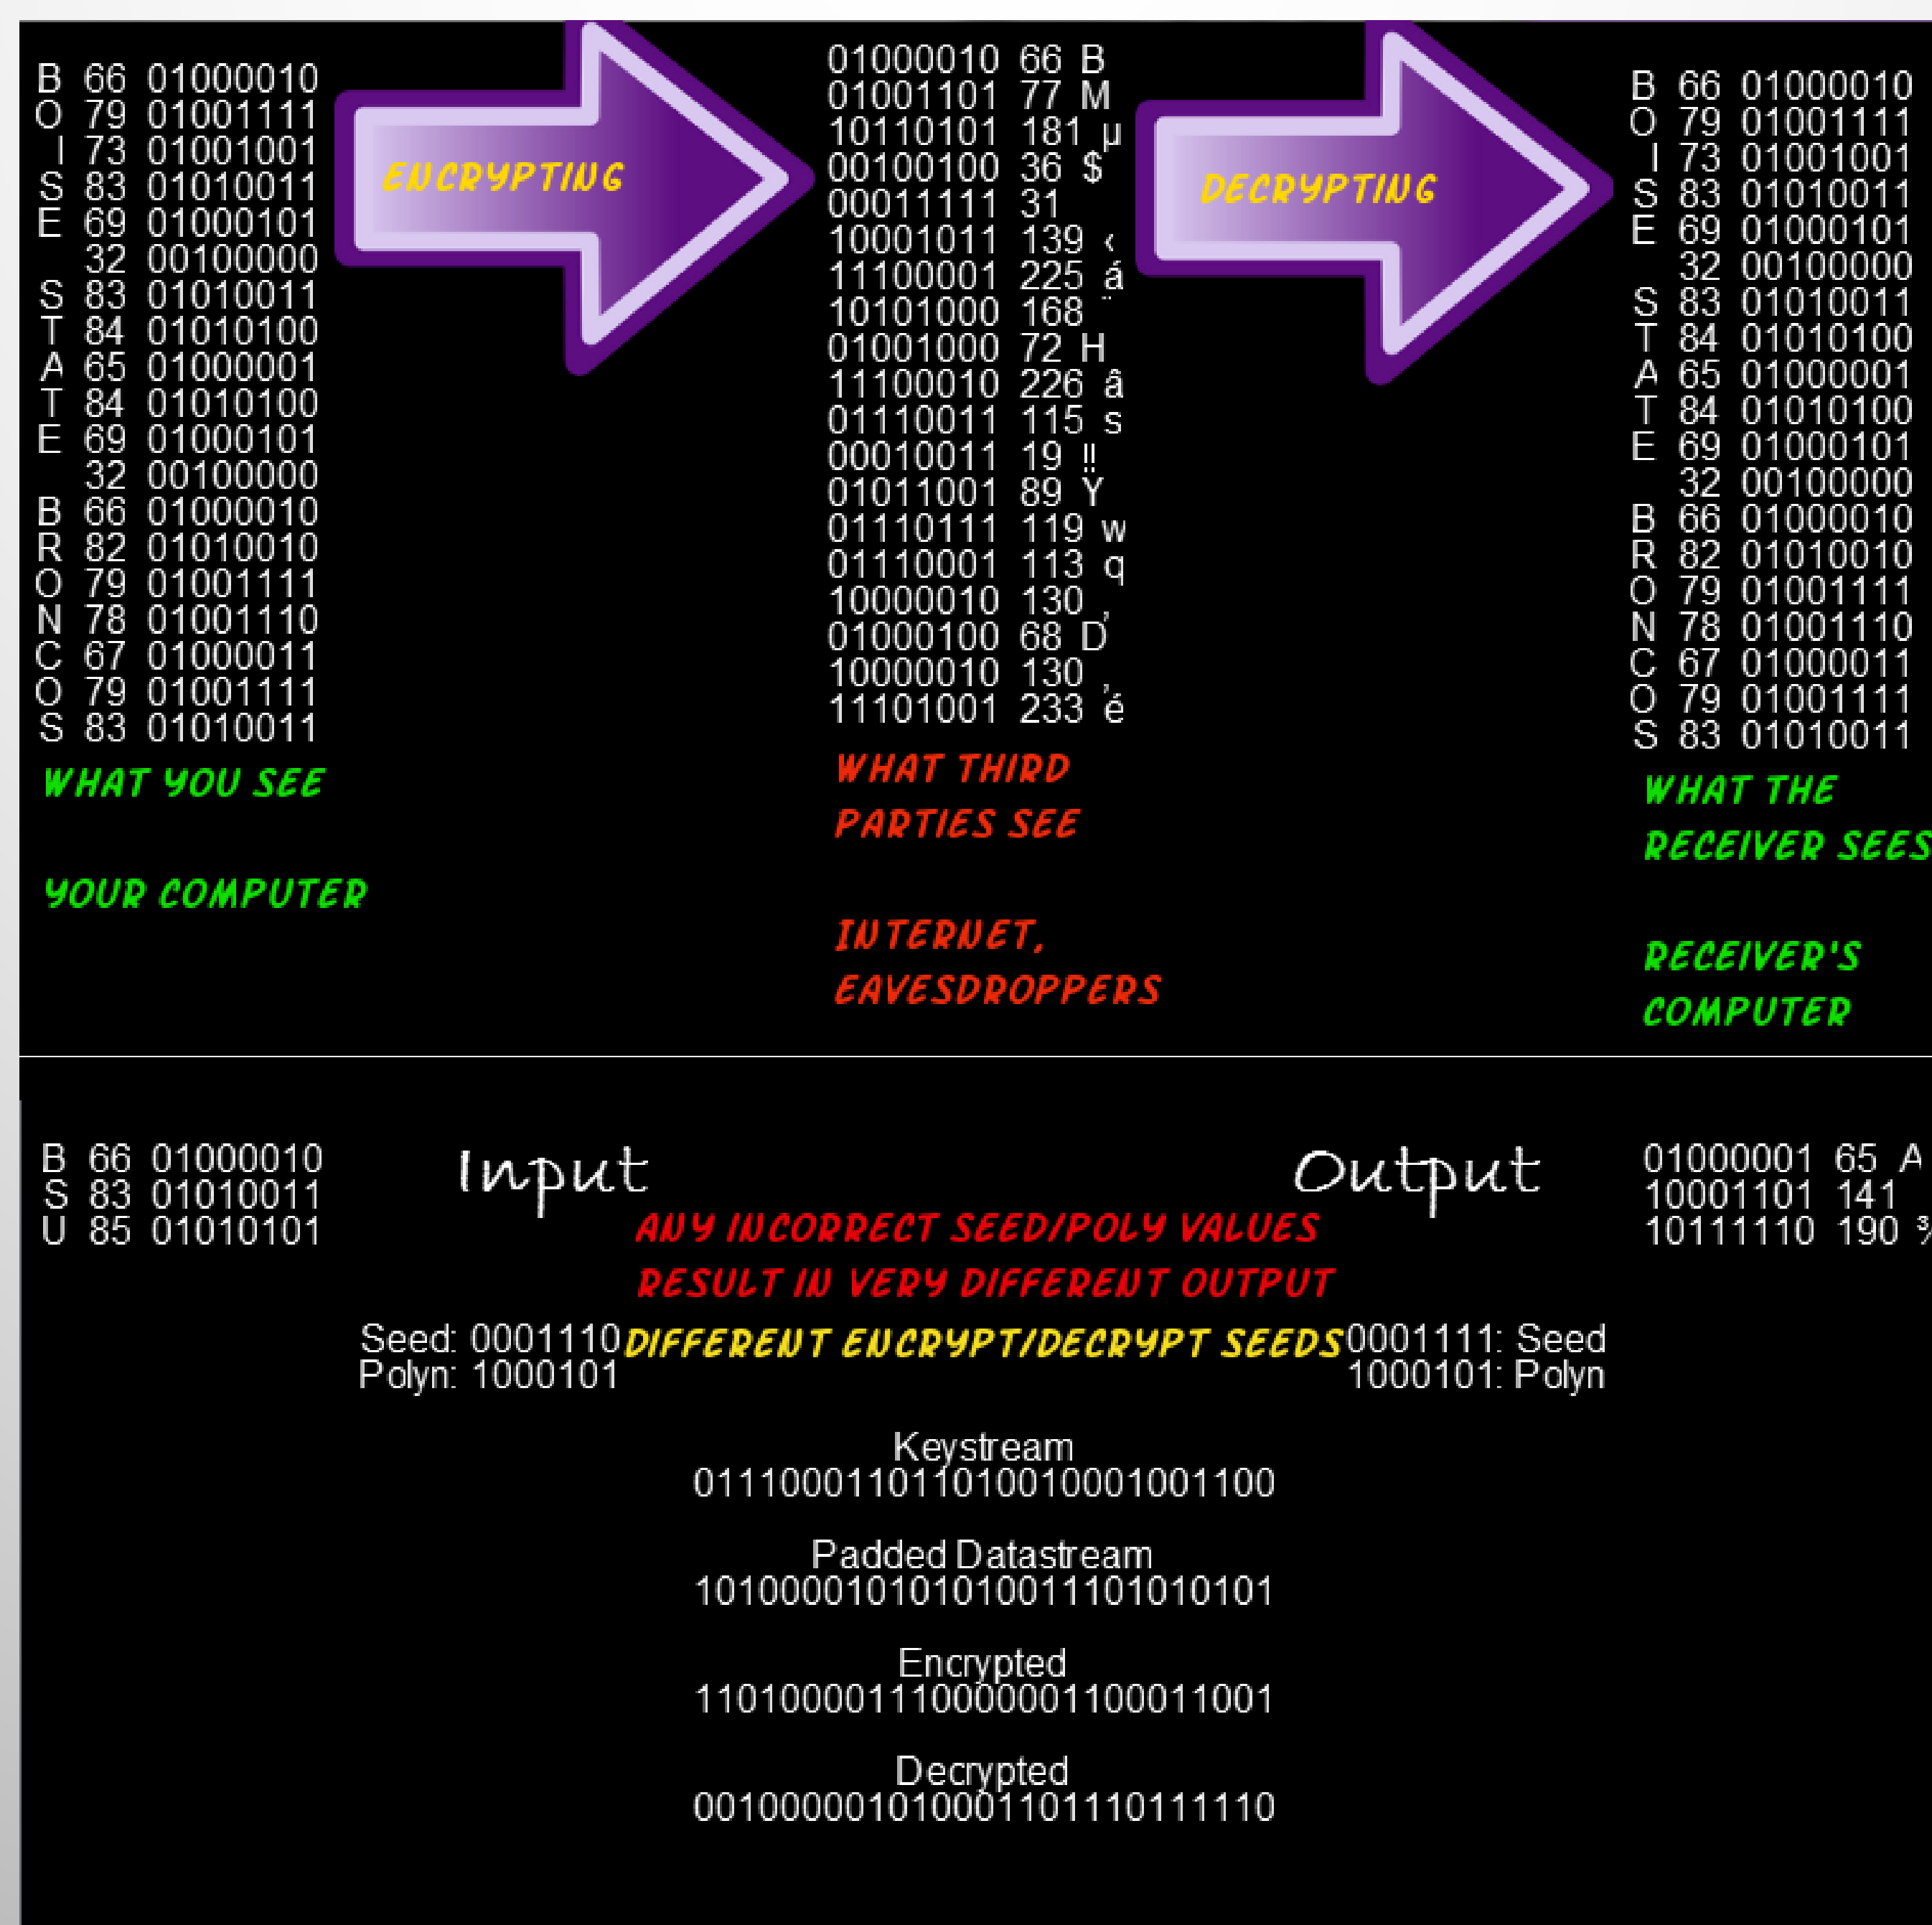 B 66 01000010
O 79 01001111
I 73 01001001
S 83 01010011
E 69 01000101
32 00100000
S 83 01010011
T 84 01010100
A 65 01000001
T 84 01010100
E 69 01000101
32 00100000
B 66 01000010
R 82 01010010
O 79 01001111
N 78 01001110
C 67 01000011
O 79 01001111
S 83 01010011
WHAT YOU SEE
YOUR COMPUTER
ENCRYPTING
01000010 66 B
01001101 77 M
10110101 181 µ
00100100 36 $
00011111 31
10001011 139 ‹
11100001 225 á
10101000 168 ¨
01001000 72 H
11100010 226 â
01110011 115 s
00010011 19 ‼
01011001 89 Y
01110111 119 w
01110001 113 q
10000010 130 ‚
01000100 68 D
10000010 130 ‚
11101001 233 é
WHAT THIRD
PARTIES SEE
INTERNET,
EAVESDROPPERS
DECRYPTING
B 66 01000010
O 79 01001111
I 73 01001001
S 83 01010011
E 69 01000101
32 00100000
S 83 01010011
T 84 01010100
A 65 01000001
T 84 01010100
E 69 01000101
32 00100000
B 66 01000010
R 82 01010010
O 79 01001111
N 78 01001110
C 67 01000011
O 79 01001111
S 83 01010011
WHAT THE
RECEIVER SEES
RECEIVER'S
COMPUTER
B 66 01000010
S 83 01010011
U 85 01010101
Input
Output
01000001 65 A
10001101 141
10111110 190
ANY INCORRECT SEED/POLY VALUES
RESULT IN VERY DIFFERENT OUTPUT
Seed: 0001110
Polyn: 1000101
DIFFERENT ENCRYPT/DECRYPT SEEDS
0001111: Seed
1000101: Polyn
Keystream
011100011011010010001001100
Padded Datastream
101000010101010011101010101
Encrypted
110100001110000001100011001
Decrypted
001000001010001101110111110